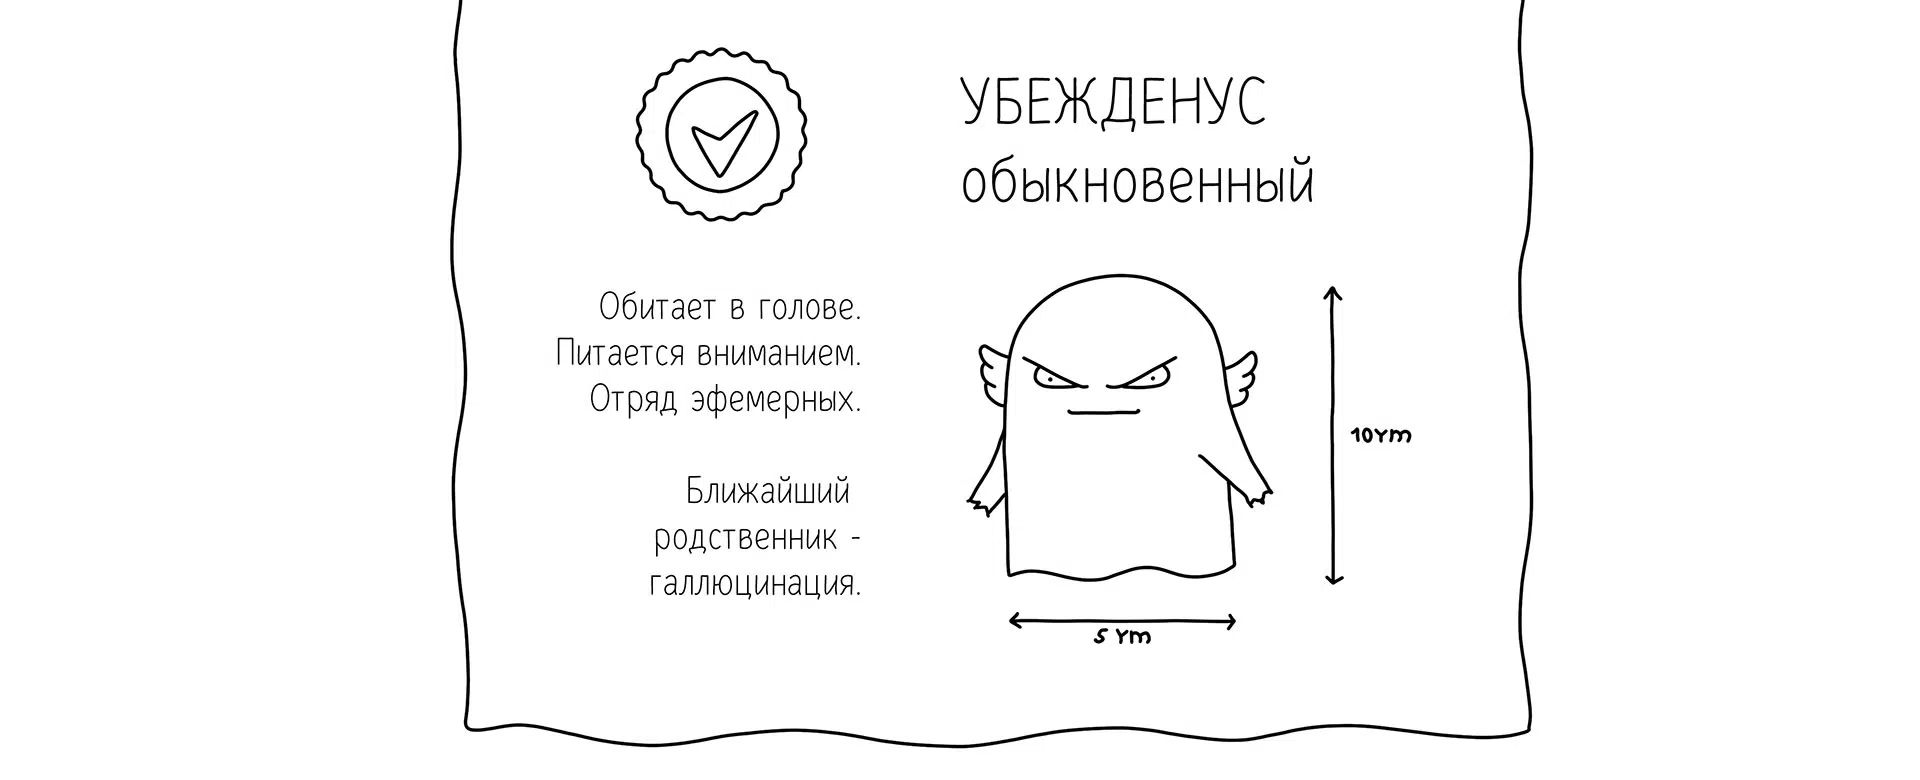 УБЕЖДЕНУС
обыкновенный
Обитает в голове.
Питается вниманием.
Отряд эфемерных.
Ближайший
родственник -
галлюцинация.
10Ym
5 Ym